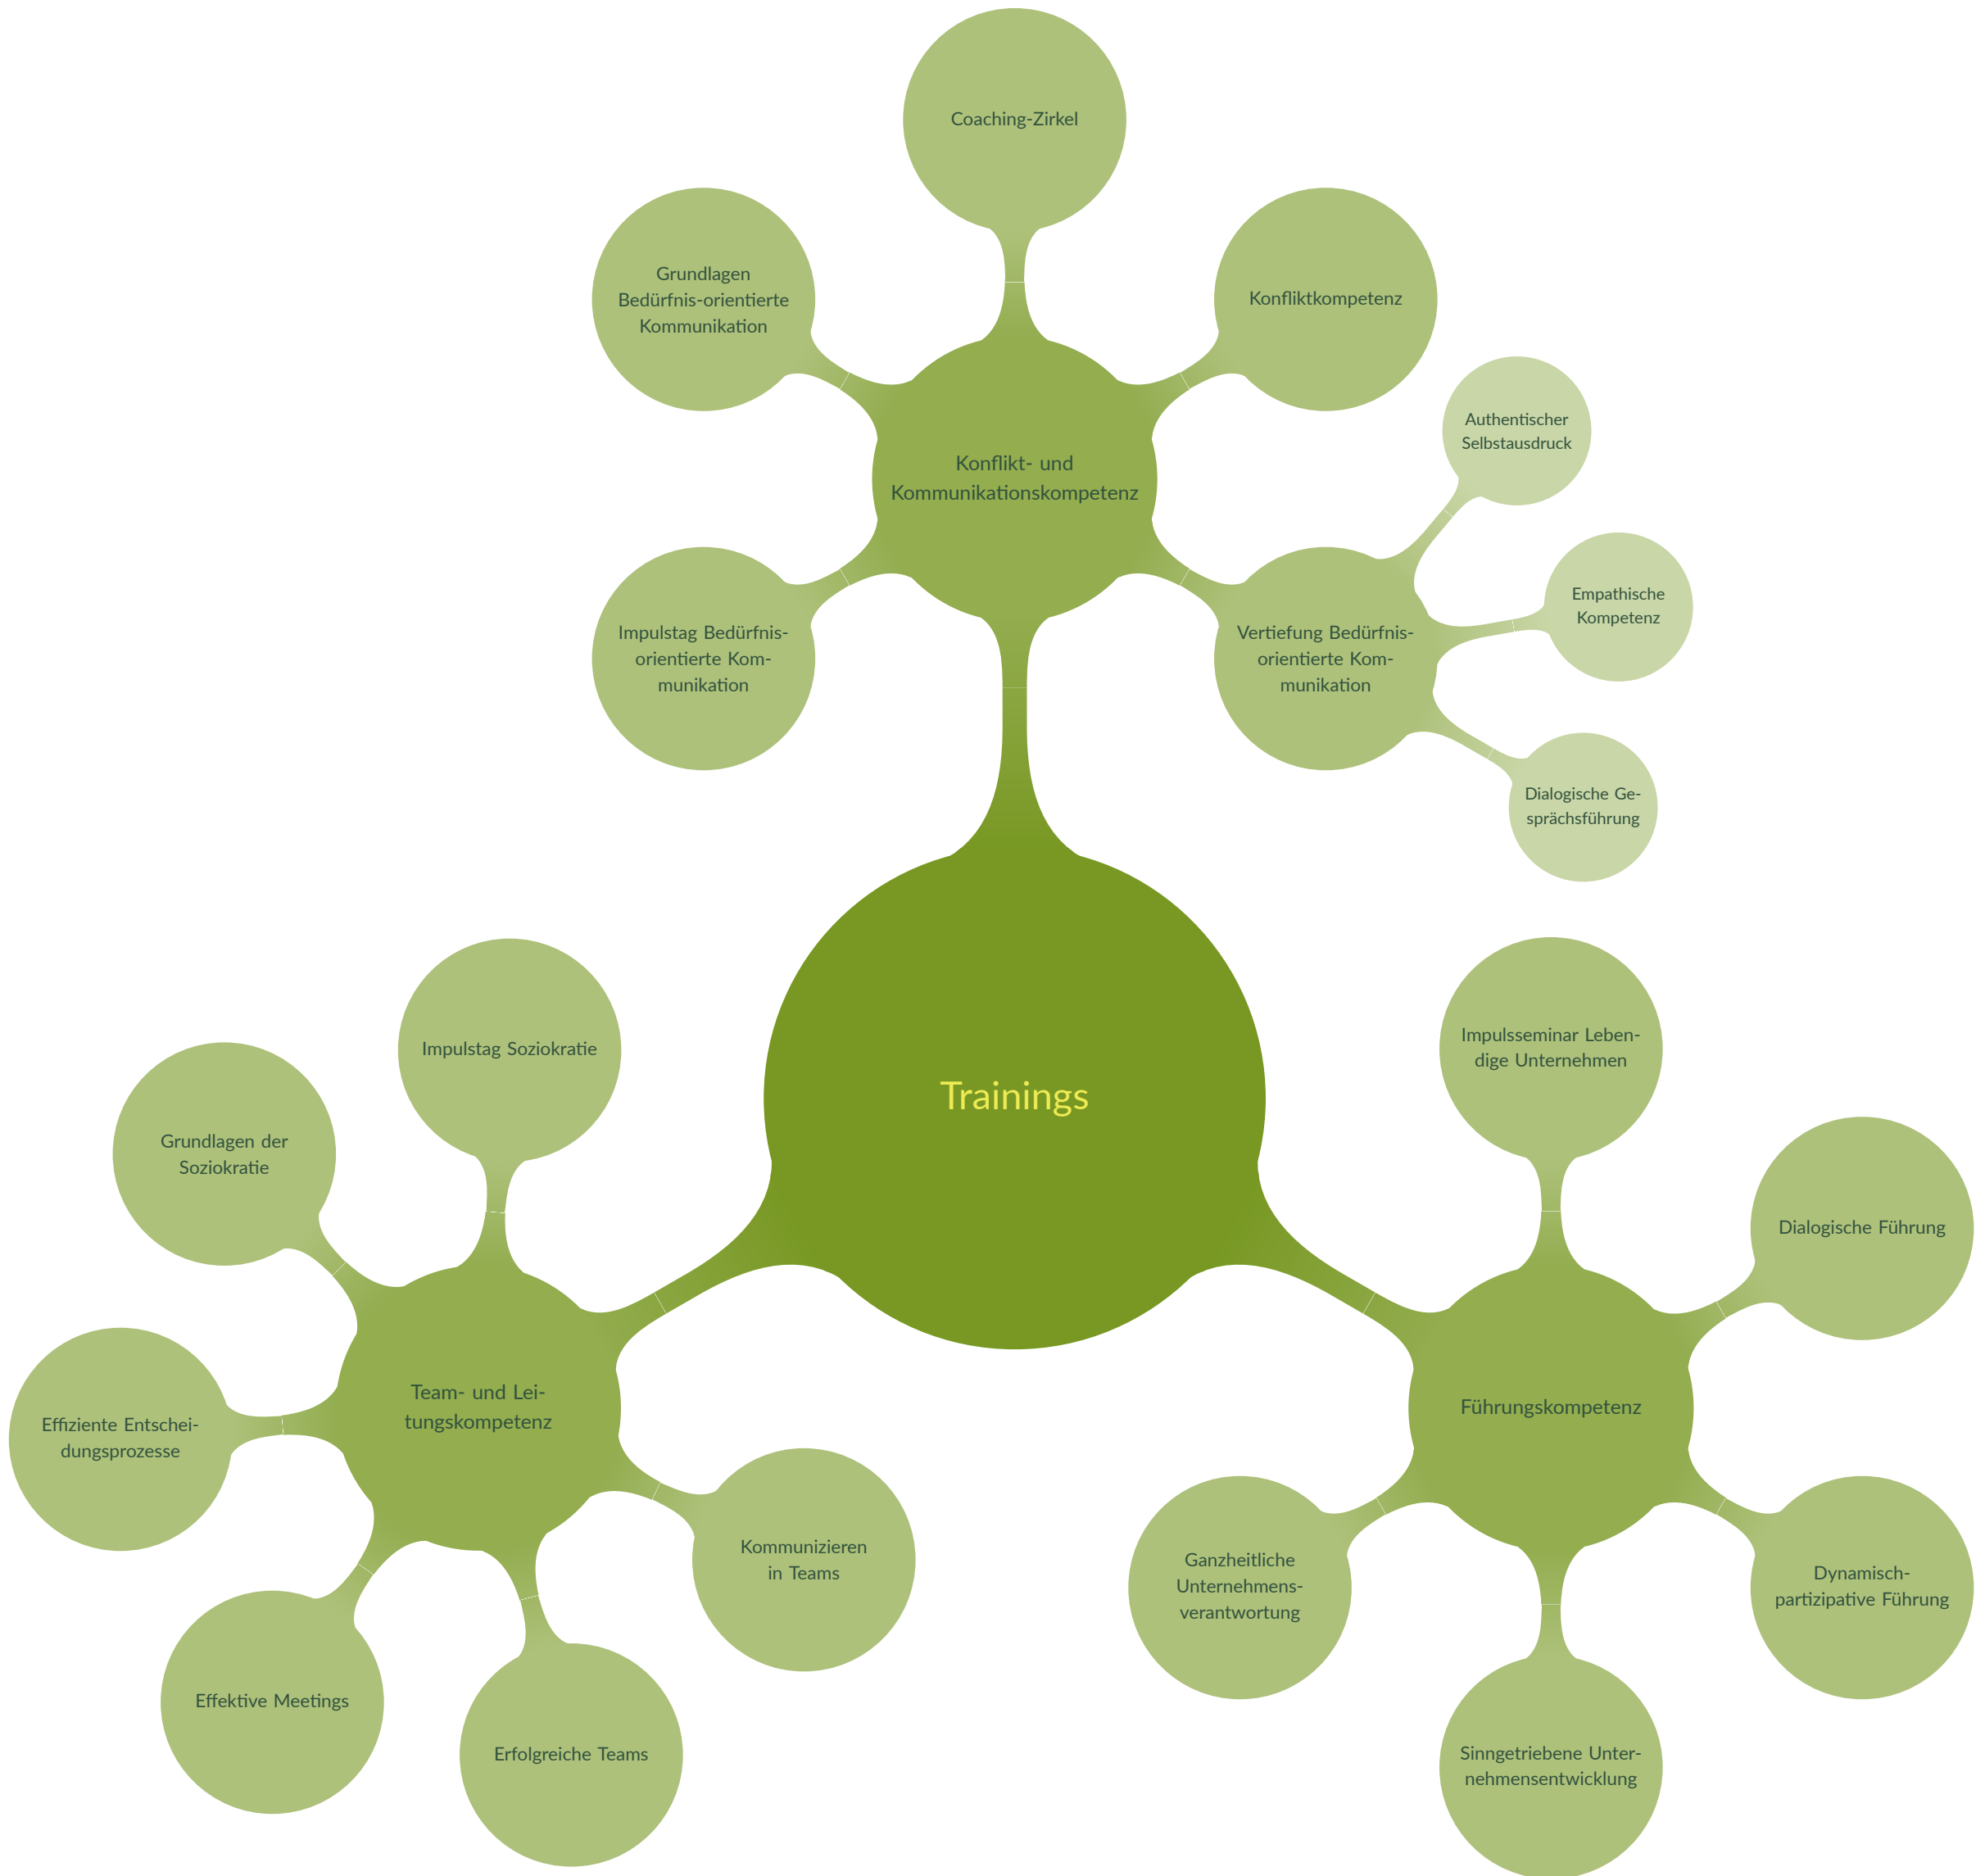 Coaching-Zirkel
Grundlagen
Bedürfnis-orientierte
Kommunikation
Konfliktkompetenz
Authentischer
Selbstausdruck
Konflikt- und
Kommunikationskompetenz
Empathische
Kompetenz
Impulstag Bedürfnis-
orientierte Kom-
munikation
Vertiefung Bedürfnis-
orientierte Kom-
munikation
Dialogische Ge-
sprächsführung
Trainings
Impulstag Soziokratie
Grundlagen der
Soziokratie
Effiziente Entschei-
dungsprozesse
Team- und Lei-
tungskompetenz
Kommunizieren
in Teams
Effektive Meetings
Erfolgreiche Teams
Impulsseminar Leben-
dige Unternehmen
Dialogische Führung
Führungskompetenz
Ganzheitliche
Unternehmens-
verantwortung
Dynamisch-
partizipative Führung
Sinngetriebene Unter-
nehmensentwicklung